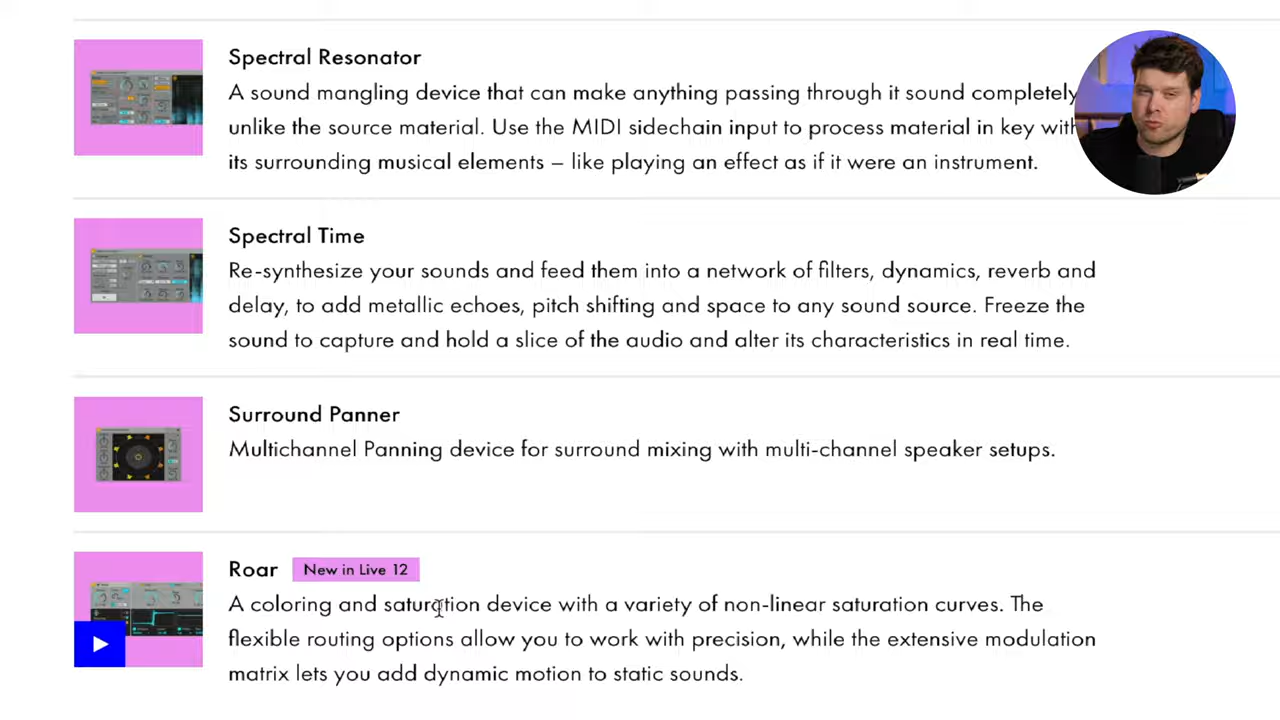 Spectral Resonator
A sound mangling device that can make anything passing through it sound completely
unlike the source material. Use the MIDI sidechain input to process material in key with
its surrounding musical elements – like playing an effect as if it were an instrument.
Spectral Time
Re-synthesize your sounds and feed them into a network of filters, dynamics, reverb and
delay, to add metallic echoes, pitch shifting and space to any sound source. Freeze the
sound to capture and hold a slice of the audio and alter its characteristics in real time.
Surround Panner
Multichannel Panning device for surround mixing with multi-channel speaker setups.
Roar New in Live 12
A coloring and saturation device with a variety of non-linear saturation curves. The
flexible routing options allow you to work with precision, while the extensive modulation
matrix lets you add dynamic motion to static sounds.